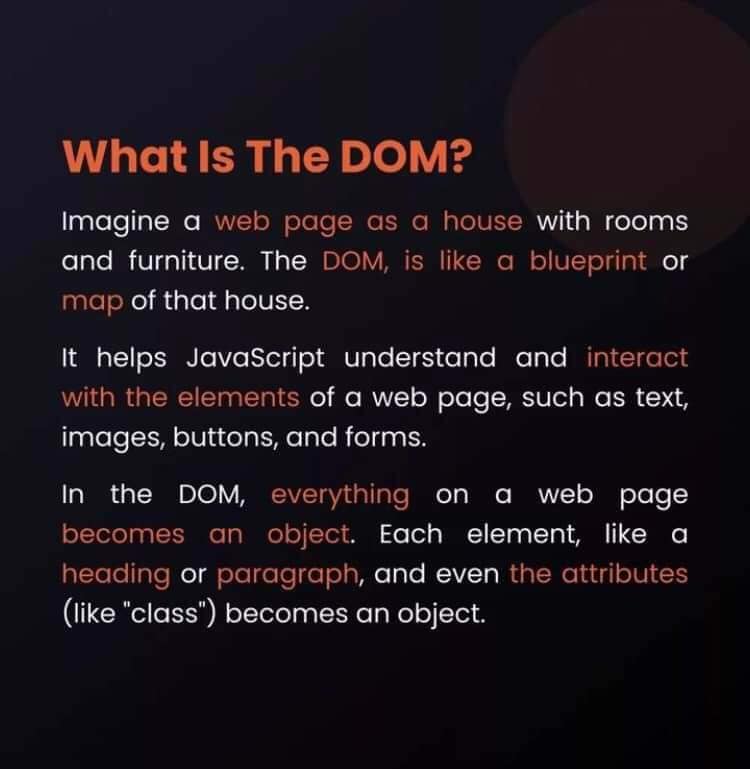 What Is The DOM?
Imagine a web page as a house with rooms
and furniture. The DOM, is like a blueprint or
map of that house.
It helps JavaScript understand and interact
with the elements of a web page, such as text,
images, buttons, and forms.
In the DOM, everything on a web page
becomes an object. Each element, like a
heading or paragraph, and even the attributes
(like "class") becomes an object.